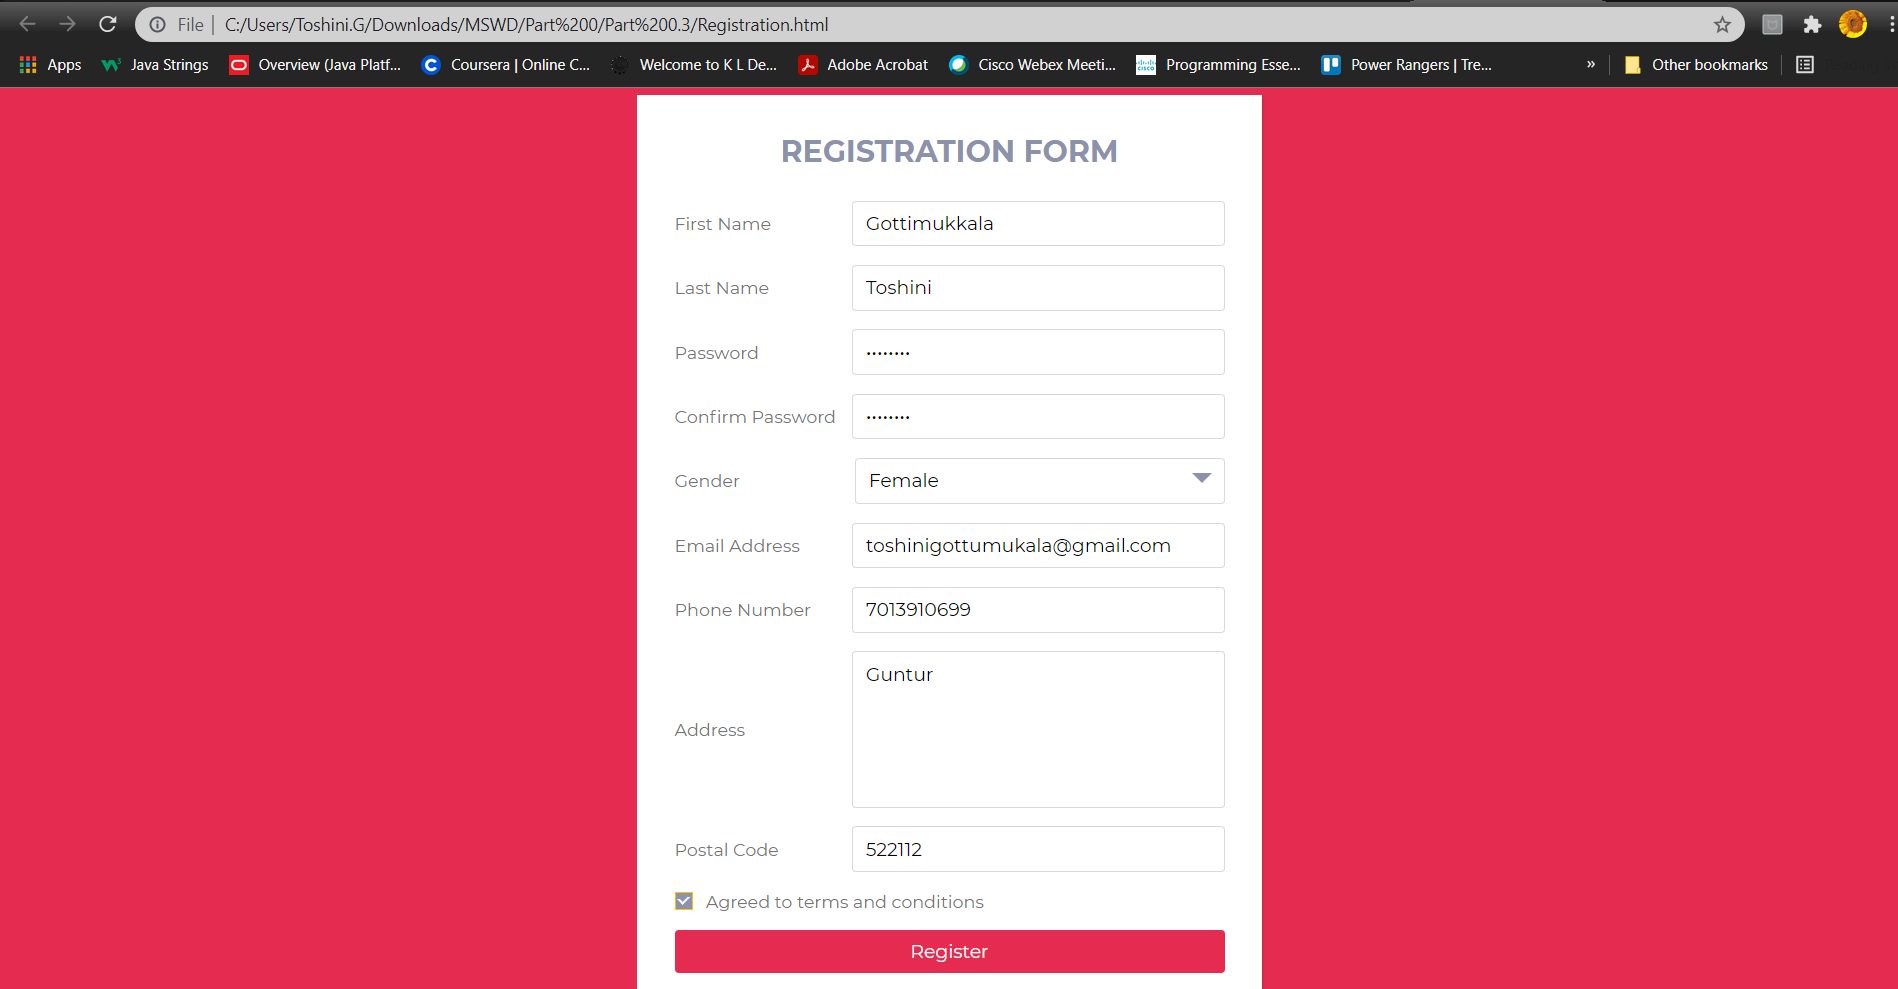 File | C:/Users/Toshini.G/Downloads/MSWD/Part%200/Part%200.3/Registration.html
Apps Java Strings Overview (Java Platf... Coursera | Online C... Welcome to K L De... Adobe Acrobat Cisco Webex Meeti... Programming Esse... Power Rangers | Tre... » Other bookmarks
REGISTRATION FORM
First Name Gottimukkala
Last Name Toshini
Password ••••••••
Confirm Password ••••••••
Gender Female
Email Address toshinigottumukala@gmail.com
Phone Number 7013910699
Address Guntur
Postal Code 522112
Agreed to terms and conditions
Register